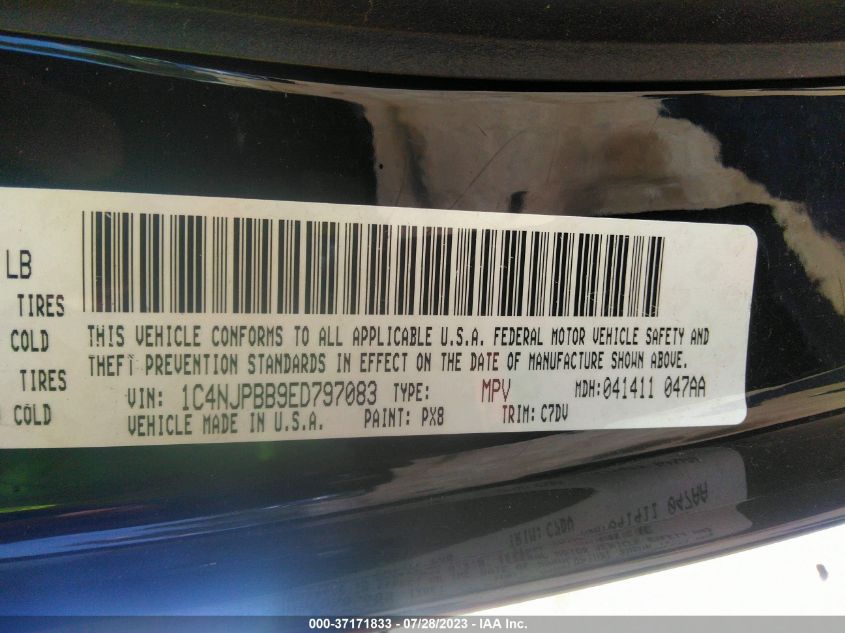 LB
TIRES
COLD
TIRES
COLD
THIS VEHICLE CONFORMS TO ALL APPLICABLE U.S.A. FEDERAL MOTOR VEHICLE SAFETY AND
THEFT PREVENTION STANDARDS IN EFFECT ON THE DATE OF MANUFACTURE SHOWN ABOVE.
VIN: 1C4NJPBB9ED797083 TYPE: MPV MDH:041411 047AA
VEHICLE MADE IN U.S.A. PAINT: PX8 TRIM: C7DV
000-37171833 - 07/28/2023 - IAA Inc.